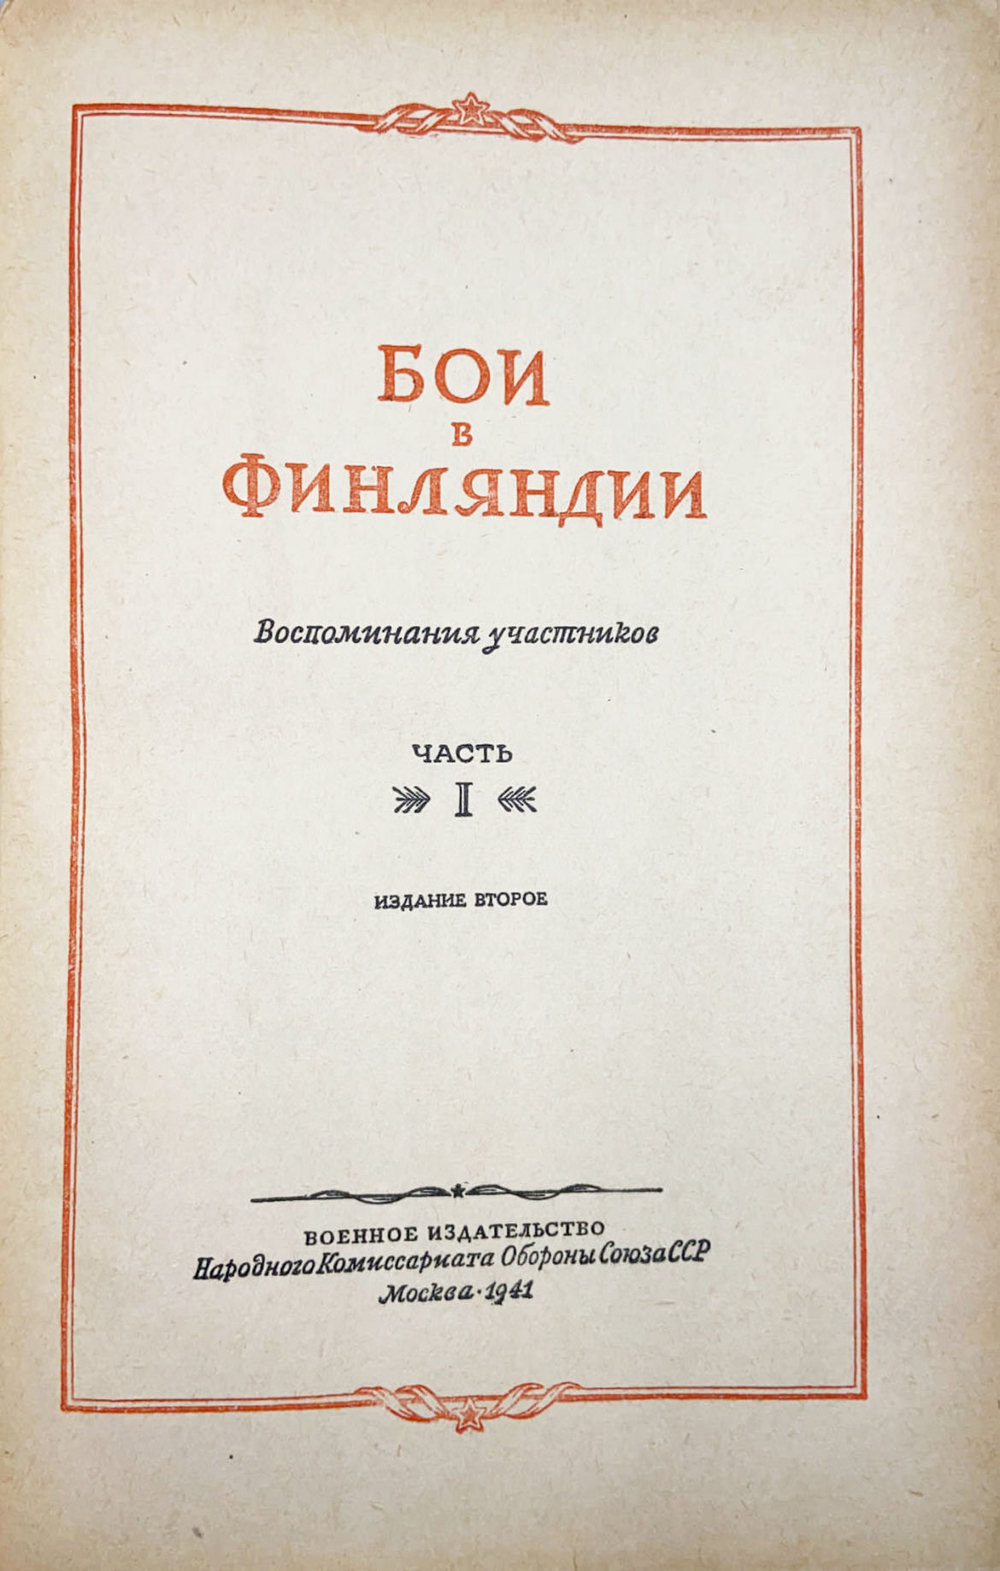 БОИ
В
ФИНЛЯНДИИ
Воспоминания участников
ЧАСТЬ
I
ИЗДАНИЕ ВТОРОЕ
ВОЕННОЕ ИЗДАТЕЛЬСТВО
Народного Комиссариата Обороны Союза ССР
Москва · 1941